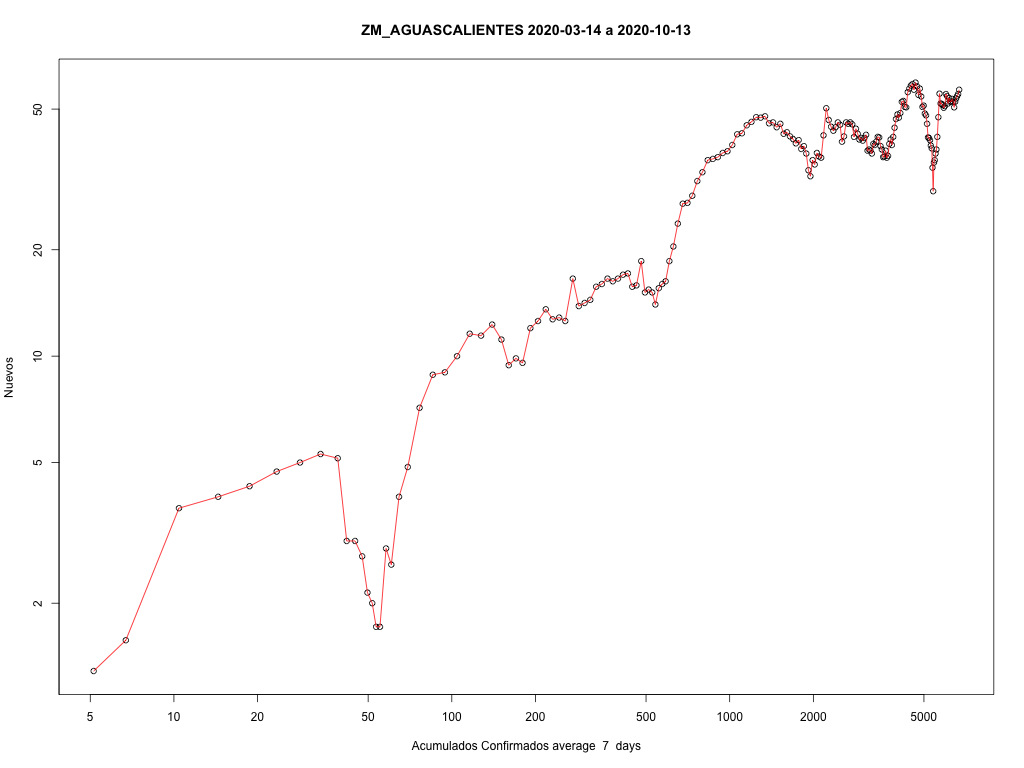 ZM_AGUASCALIENTES 2020-03-14 a 2020-10-13
50
20
10
5
2
Nuevos
5 10 20 50 100 200 500 1000 2000 5000
Acumulados Confirmados average 7 days